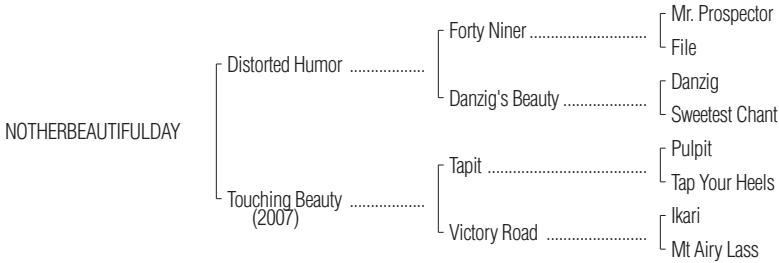 Mr. Prospector
Forty Niner ......................................
File
Distorted Humor ..................
Danzig
Danzig's Beauty ..........................
Sweetest Chant
NOTHERBEAUTIFULDAY
Pulpit
Tapit ................................................
Tap Your Heels
Touching Beauty ..................
(2007)
Ikari
Victory Road ................................
Mt Airy Lass